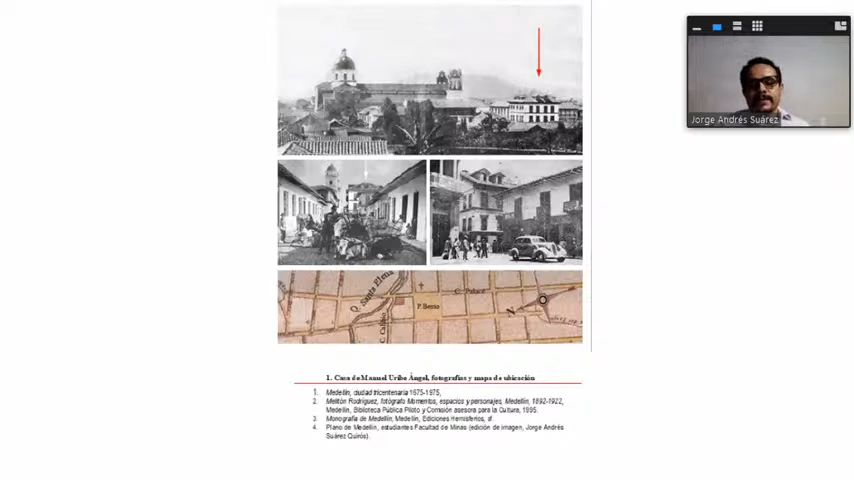 Jorge Andrés Suárez
Q. Santa Elena
C. Palacé
P. Berrío
C. Calibío
N
1. Casa de Manuel Uribe Ángel, fotografías y mapa de ubicación
1. Medellín, ciudad tricentenaria 1675-1975,
2. Melitón Rodríguez, fotógrafo Momentos, espacios y personajes, Medellín, 1892-1922,
Medellín, Biblioteca Pública Piloto y Comisión asesora para la Cultura, 1995.
3. Monografía de Medellín, Medellín, Ediciones Hemisferios, sf.
4. Plano de Medellín, estudiantes Facultad de Minas (edición de imagen, Jorge Andrés
Suárez Quirós).